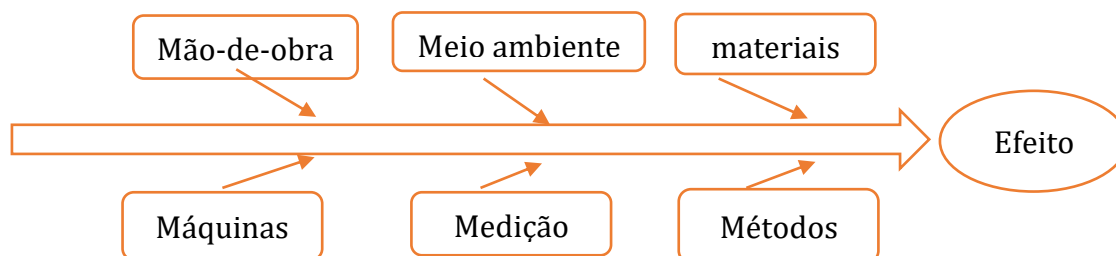 Mão-de-obra
Meio ambiente
materiais
Efeito
Máquinas
Medição
Métodos